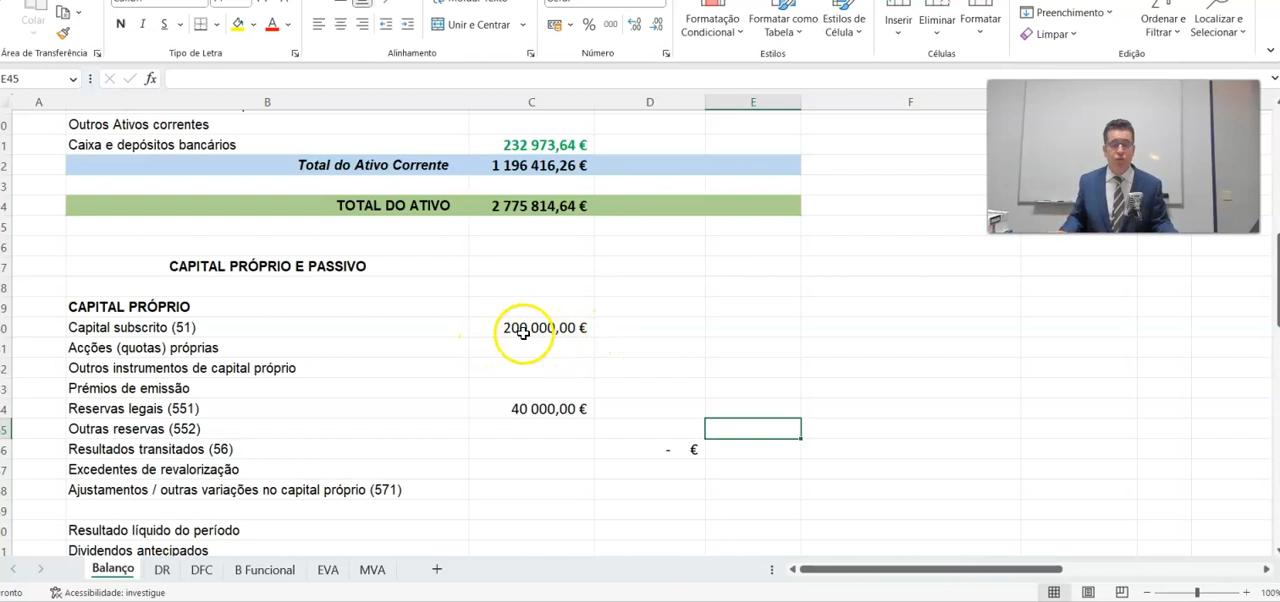 Colar
Área de Transferência
N I S
Tipo de Letra
Unir e Centrar
Alinhamento
% 000
Número
Formatação Condicional
Formatar como Tabela
Estilos de Célula
Estilos
Inserir
Eliminar
Formatar
Células
Preenchimento
Limpar
Ordenar e Filtrar
Localizar e Selecionar
Edição
E45
fx
A B C D E F
Outros Ativos correntes
Caixa e depósitos bancários 232 973,64 €
Total do Ativo Corrente 1 196 416,26 €
TOTAL DO ATIVO 2 775 814,64 €
CAPITAL PRÓPRIO E PASSIVO
CAPITAL PRÓPRIO
Capital subscrito (51) 200 000,00 €
Acções (quotas) próprias
Outros instrumentos de capital próprio
Prémios de emissão
Reservas legais (551) 40 000,00 €
Outras reservas (552)
Resultados transitados (56) - €
Excedentes de revalorização
Ajustamentos / outras variações no capital próprio (571)
Resultado líquido do período
Dividendos antecipados
Balanço DR DFC B Funcional EVA MVA +
ronto Acessibilidade: investigue 100%